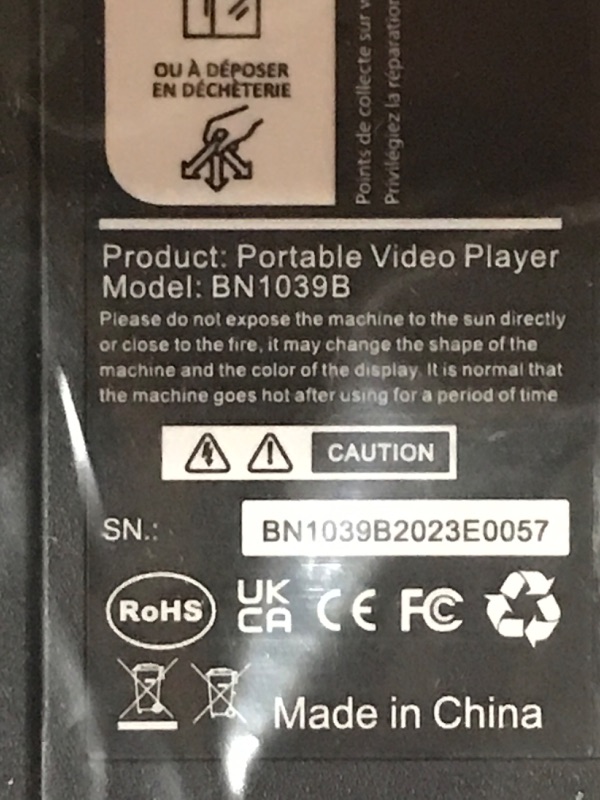 OU À DÉPOSER
EN DÉCHÈTERIE
Points de collecte sur
Privilégiez la réparation
Product: Portable Video Player
Model: BN1039B
Please do not expose the machine to the sun directly
or close to the fire, it may change the shape of the
machine and the color of the display. It is normal that
the machine goes hot after using for a period of time
CAUTION
SN.: BN1039B2023E0057
RoHS UK CA CE FC
Made in China